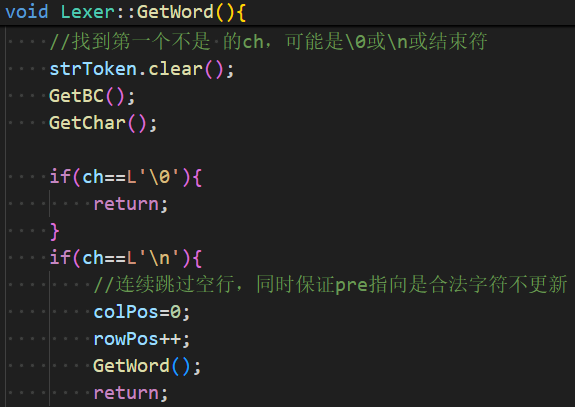 void Lexer::GetWord(){
//找到第一个不是 的ch，可能是\0或\n或结束符
strToken.clear();
GetBC();
GetChar();
if(ch==L'\0'){
return;
}
if(ch==L'\n'){
//连续跳过空行，同时保证pre指向是合法字符不更新
colPos=0;
rowPos++;
GetWord();
return;